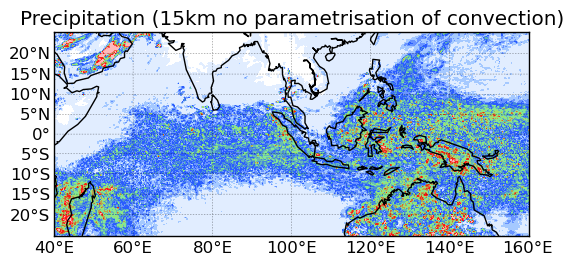 Precipitation (15km no parametrisation of convection)
20°N
15°N
10°N
5°N
0°
5°S
10°S
15°S
20°S
40°E 60°E 80°E 100°E 120°E 140°E 160°E